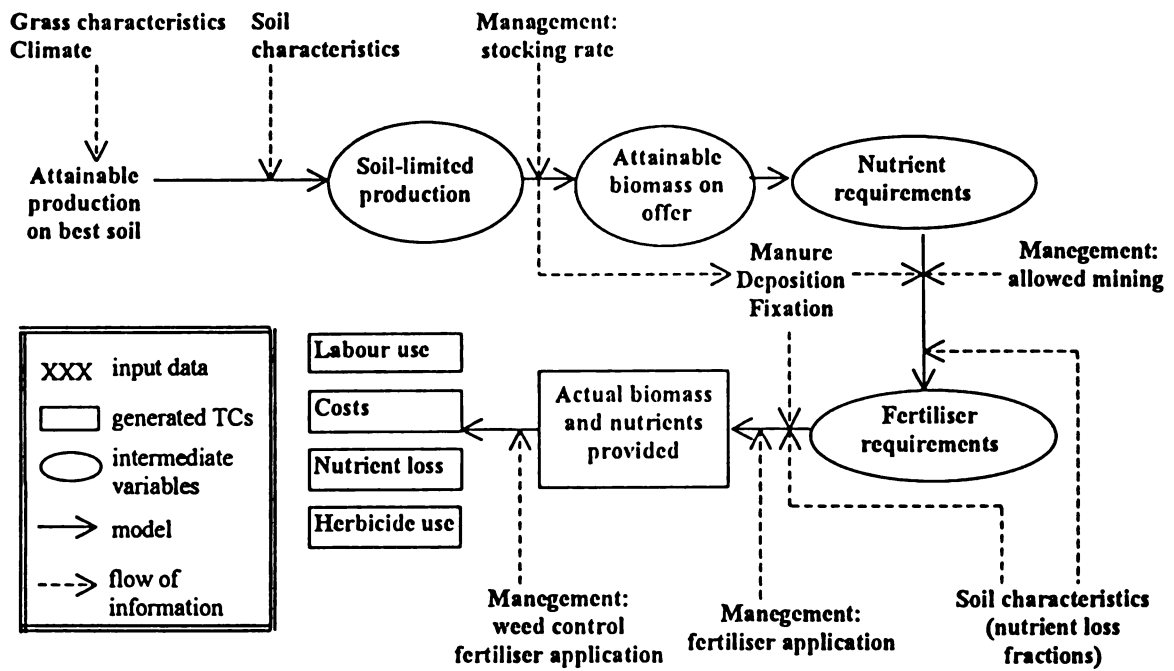 Grass characteristics
Climate
Soil
characteristics
Management:
stocking rate
Attainable
production
on best soil
Soil-limited
production
Attainable
biomass on
offer
Nutrient
requirements
Manure
Deposition
Fixation
Manegement:
allowed mining
XXX input data
generated TCs
intermediate
variables
model
flow of
information
Labour use
Costs
Nutrient loss
Herbicide use
Actual biomass
and nutrients
provided
Fertiliser
requirements
Manegement:
weed control
fertiliser application
Manegement:
fertiliser application
Soil characteristics
(nutrient loss
fractions)